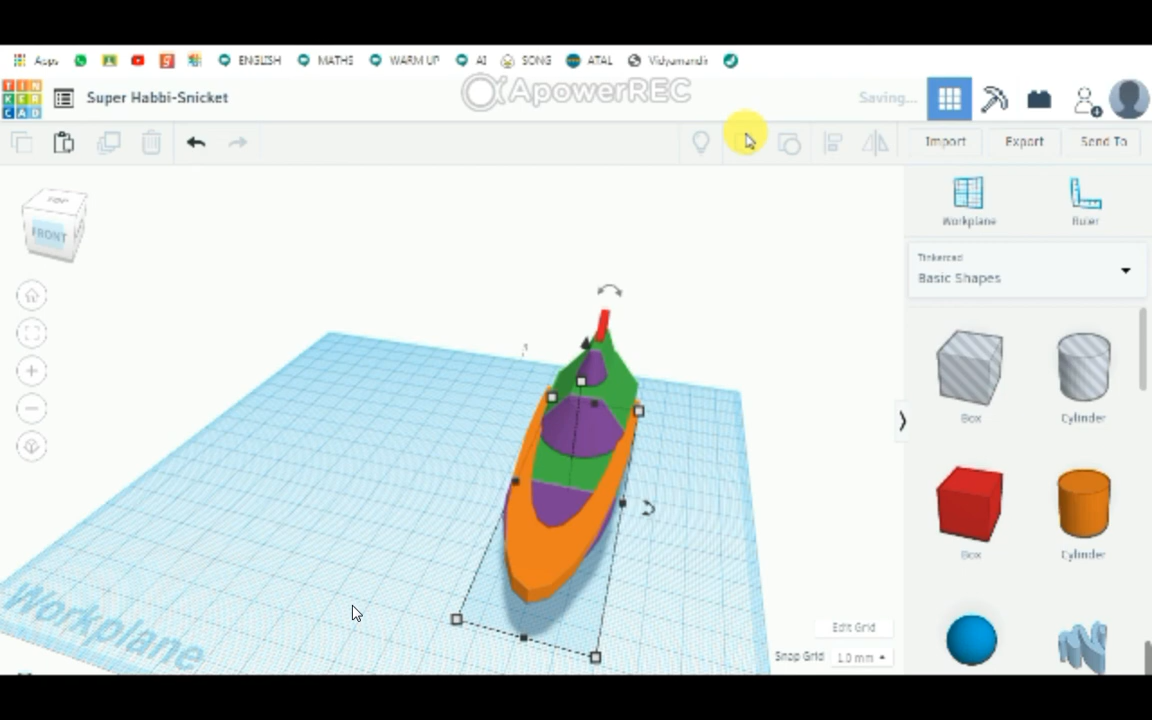 Apps ENGLISH MATHS WARM UP AI SONG ATAL Vidyamandi
TIN KER CAD
Super Habbi-Snicket
ApowerREC
Saving...
Import Export Send To
TOP
FRONT
Workplane Ruler
Tinkercad
Basic Shapes
Box Cylinder
Box Cylinder
Workplane
Edit Grid
Snap Grid 1.0 mm